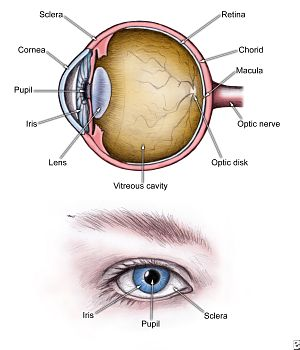 Sclera
Retina
Cornea
Chorid
Macula
Pupil
Iris
Optic nerve
Lens
Optic disk
Vitreous cavity
Iris
Pupil
Sclera